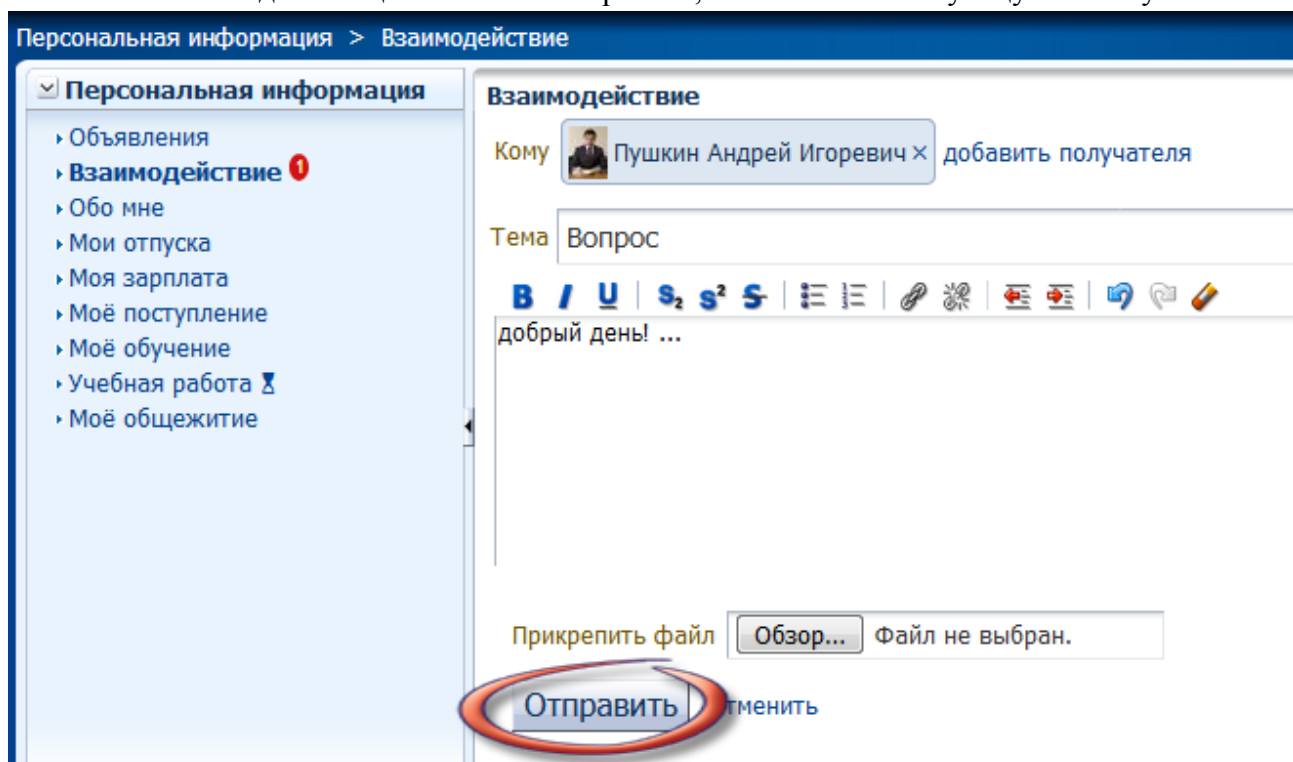 Персональная информация > Взаимодействие
Персональная информация
Объявления
Взаимодействие 1
Обо мне
Мои отпуска
Моя зарплата
Моё поступление
Моё обучение
Учебная работа
Моё общежитие
Взаимодействие
Кому Пушкин Андрей Игоревич × добавить получателя
Тема Вопрос
B I U S₂ S² S
добрый день! ...
Прикрепить файл Обзор... Файл не выбран.
Отправить тменить